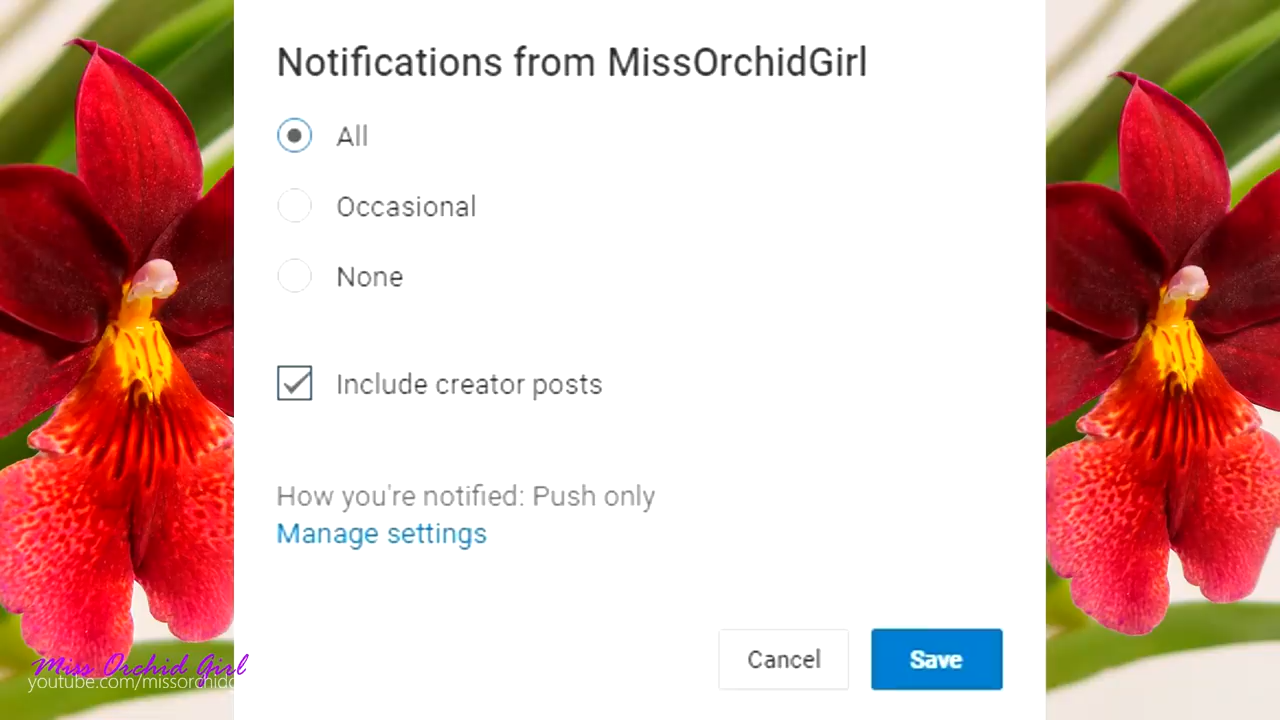 Notifications from MissOrchidGirl
All
Occasional
None
Include creator posts
How you're notified: Push only
Manage settings
Cancel
Save
Miss Orchid Girl